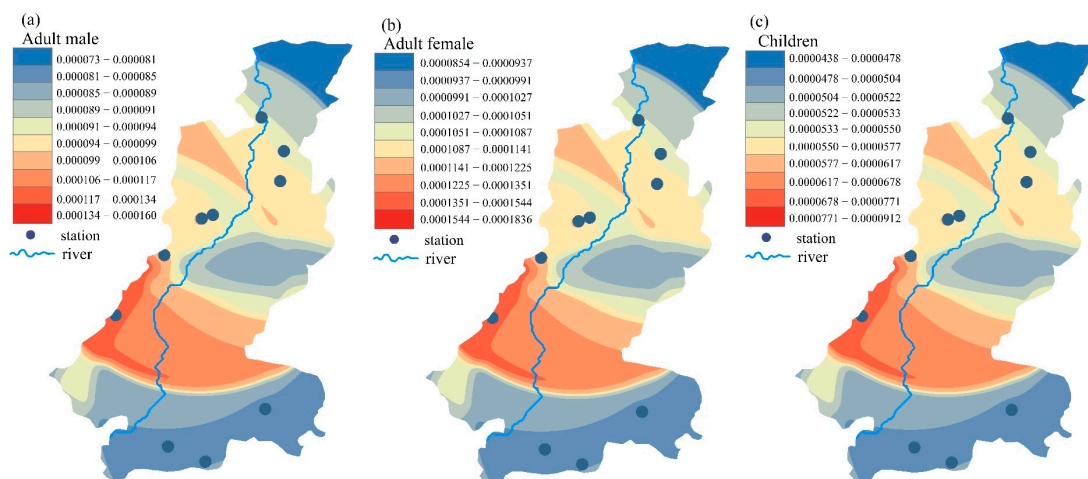 (a)
Adult male
0.000073 – 0.000081
0.000081 – 0.000085
0.000085 – 0.000089
0.000089 – 0.000091
0.000091 – 0.000094
0.000094 – 0.000099
0.000099   0.000106
0.000106 – 0.000117
0.000117 – 0.000134
0.000134 – 0.000160
station
river
(b)
Adult female
0.0000854 – 0.0000937
0.0000937 – 0.0000991
0.0000991 – 0.0001027
0.0001027 – 0.0001051
0.0001051 – 0.0001087
0.0001087 – 0.0001141
0.0001141 – 0.0001225
0.0001225 – 0.0001351
0.0001351 – 0.0001544
0.0001544 – 0.0001836
station
river
(c)
Children
0.0000438 – 0.0000478
0.0000478 – 0.0000504
0.0000504 – 0.0000522
0.0000522 – 0.0000533
0.0000533 – 0.0000550
0.0000550 – 0.0000577
0.0000577 – 0.0000617
0.0000617 – 0.0000678
0.0000678 – 0.0000771
0.0000771 – 0.0000912
station
river